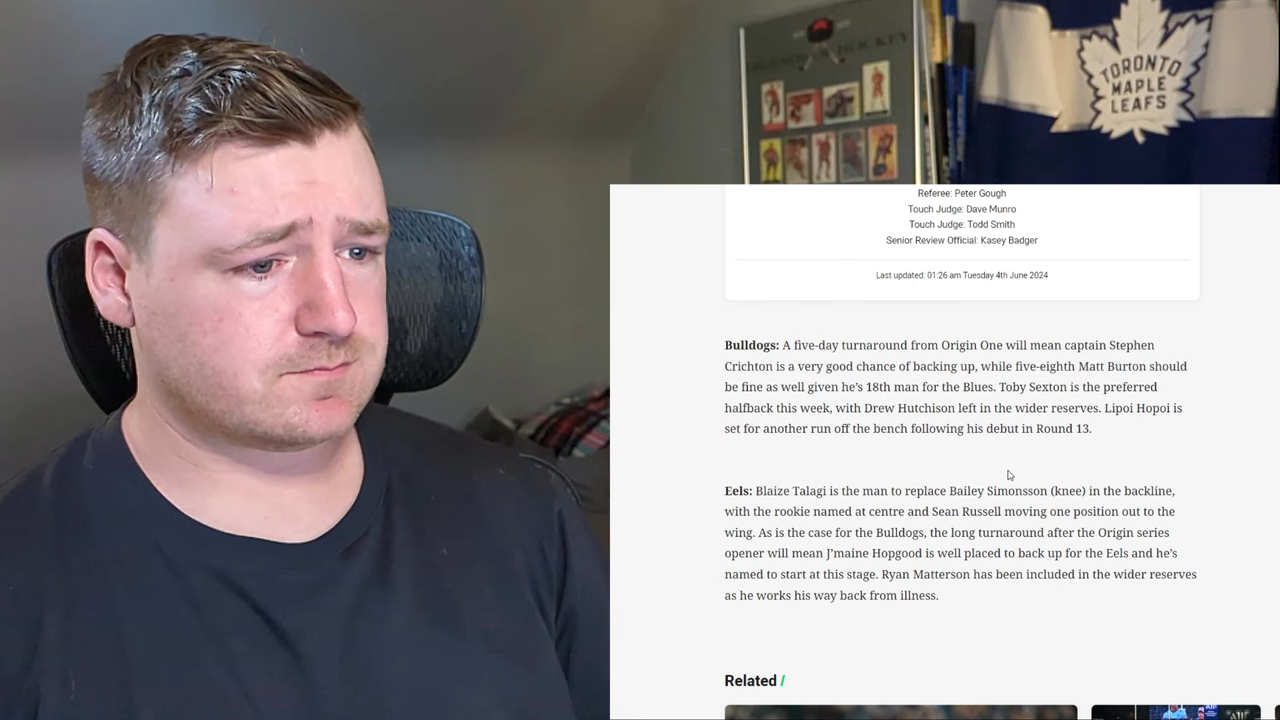 LEGENDS OF HOCKEY
TORONTO
MAPLE
LEAFS
Referee: Peter Gough
Touch Judge: Dave Munro
Touch Judge: Todd Smith
Senior Review Official: Kasey Badger
Last updated: 01:26 am Tuesday 4th June 2024
Bulldogs: A five-day turnaround from Origin One will mean captain Stephen
Crichton is a very good chance of backing up, while five-eighth Matt Burton should
be fine as well given he's 18th man for the Blues. Toby Sexton is the preferred
halfback this week, with Drew Hutchison left in the wider reserves. Lipoi Hopoi is
set for another run off the bench following his debut in Round 13.
Eels: Blaize Talagi is the man to replace Bailey Simonsson (knee) in the backline,
with the rookie named at centre and Sean Russell moving one position out to the
wing. As is the case for the Bulldogs, the long turnaround after the Origin series
opener will mean J'maine Hopgood is well placed to back up for the Eels and he's
named to start at this stage. Ryan Matterson has been included in the wider reserves
as he works his way back from illness.
Related /